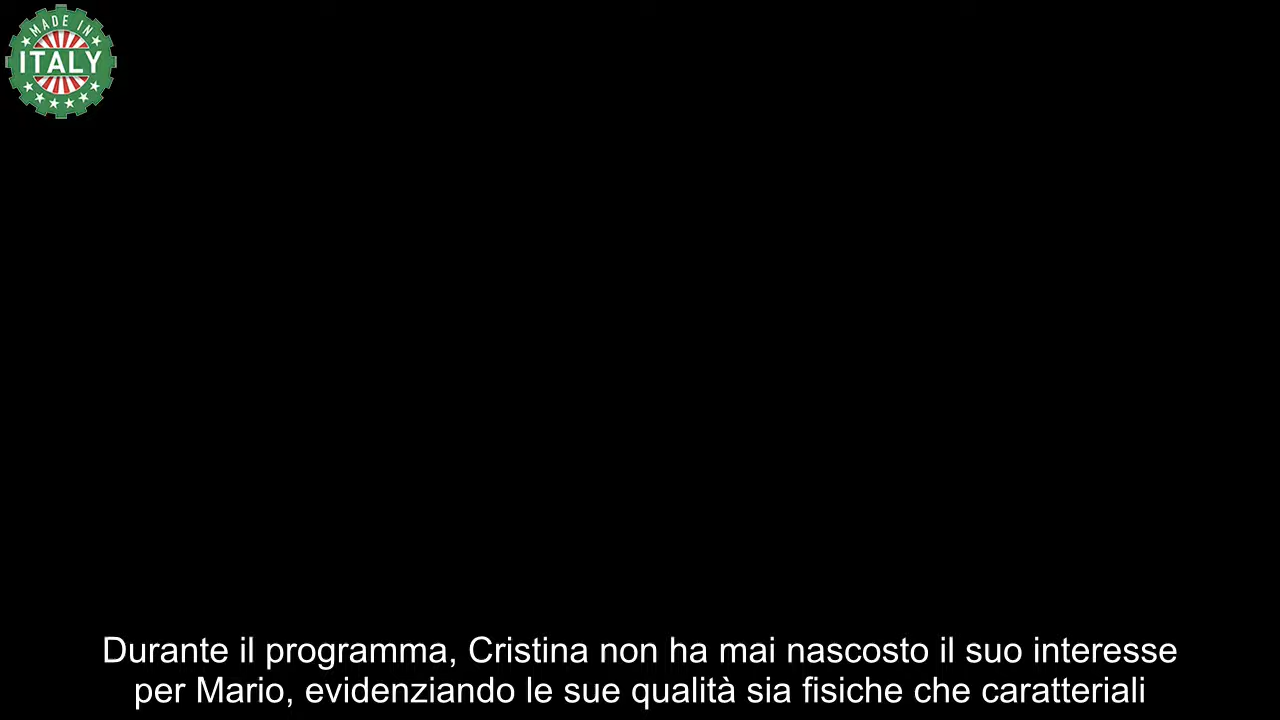 MADE IN
ITALY
Durante il programma, Cristina non ha mai nascosto il suo interesse
per Mario, evidenziando le sue qualità sia fisiche che caratteriali